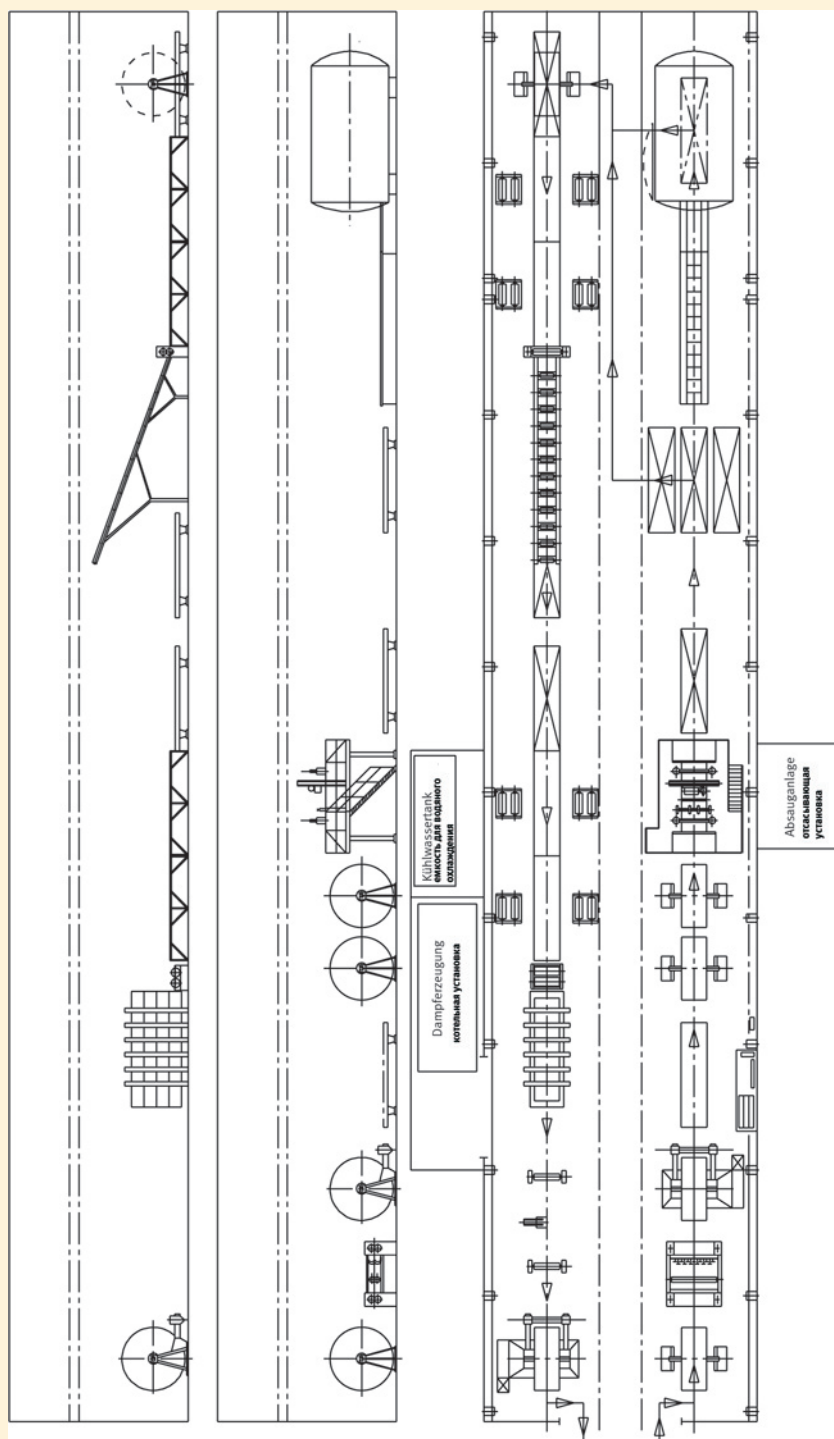 Kühlwassertank
емкость для водяного
охлаждения
Dampferzeugung
котельная установка
Absauganlage
отсасывающая
установка